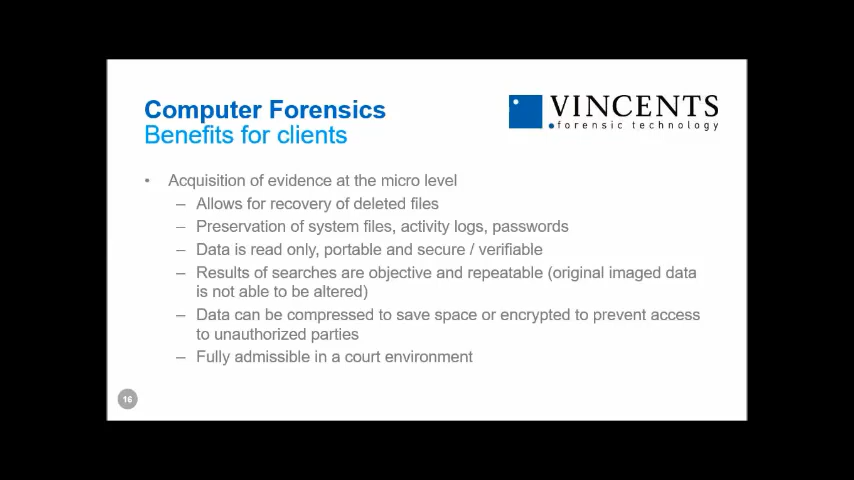 Computer Forensics
Benefits for clients
VINCENTS
forensic technology
• Acquisition of evidence at the micro level
– Allows for recovery of deleted files
– Preservation of system files, activity logs, passwords
– Data is read only, portable and secure / verifiable
– Results of searches are objective and repeatable (original imaged data
is not able to be altered)
– Data can be compressed to save space or encrypted to prevent access
to unauthorized parties
– Fully admissible in a court environment
16